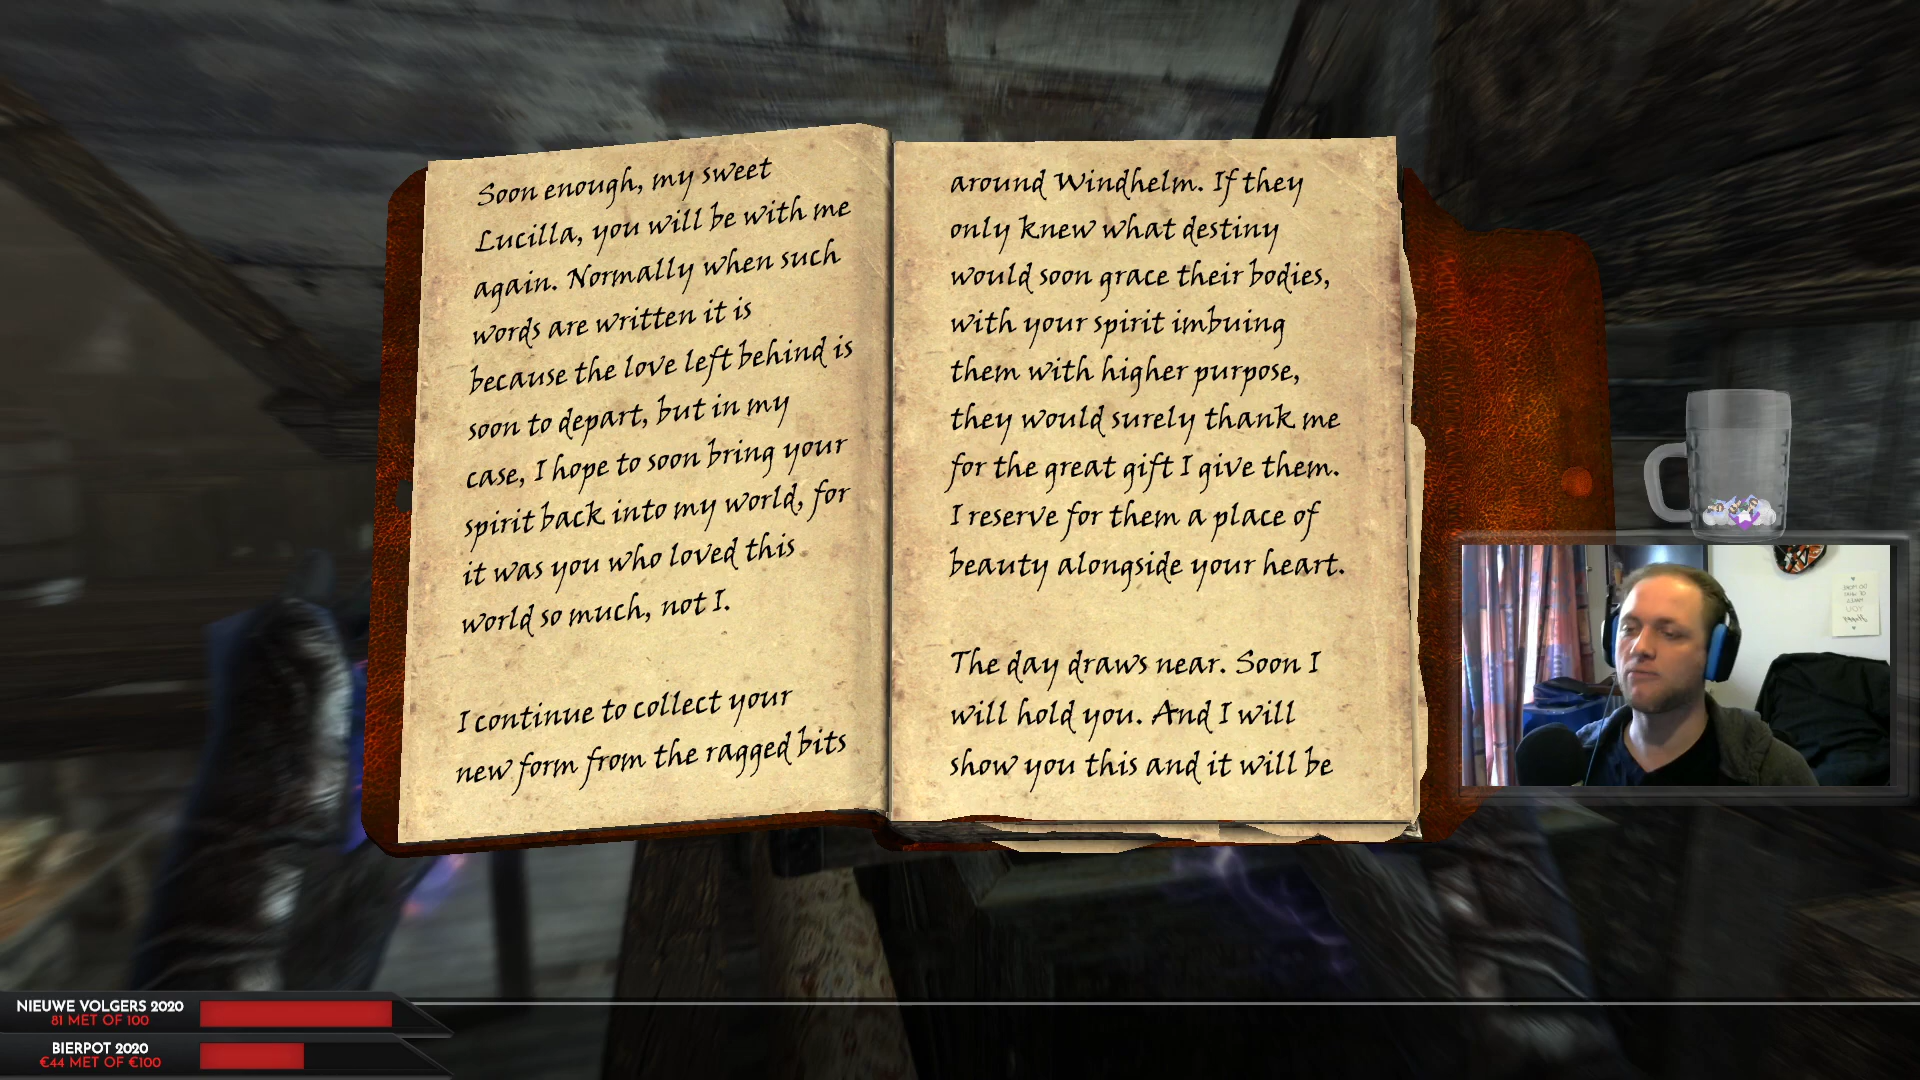 Soon enough, my sweet
Lucilla, you will be with me
again. Normally when such
words are written it is
because the love left behind is
soon to depart, but in my
case, I hope to soon bring your
spirit back into my world, for
it was you who loved this
world so much, not I.
I continue to collect your
new form from the ragged bits
around Windhelm. If they
only knew what destiny
would soon grace their bodies,
with your spirit imbuing
them with higher purpose,
they would surely thank me
for the great gift I give them.
I reserve for them a place of
beauty alongside your heart.
The day draws near. Soon I
will hold you. And I will
show you this and it will be
NIEUWE VOLGERS 2020
81 MET OF 100
BIERPOT 2020
€44 MET OF €100